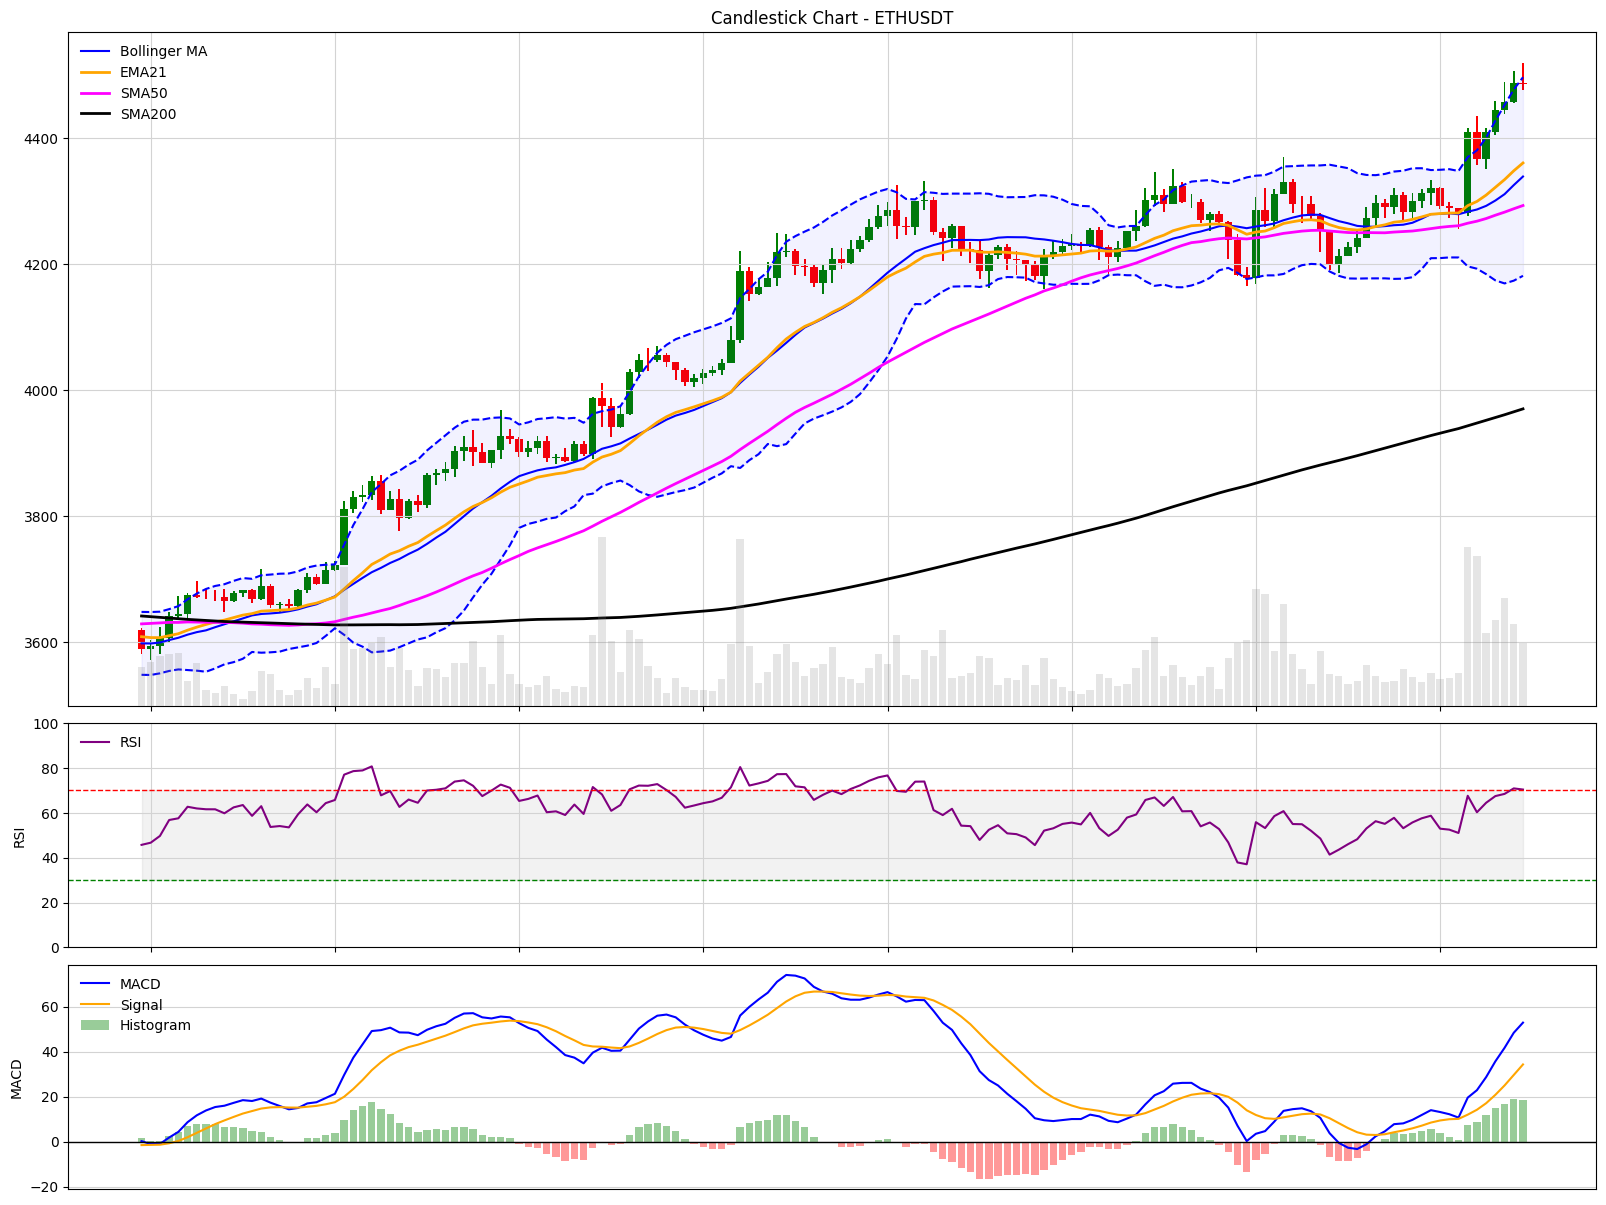 Candlestick Chart - ETHUSDT
Bollinger MA
EMA21
SMA50
SMA200
4400
4200
4000
3800
3600
100
80
60
40
20
0
RSI
RSI
60
40
20
0
−20
MACD
MACD
Signal
Histogram